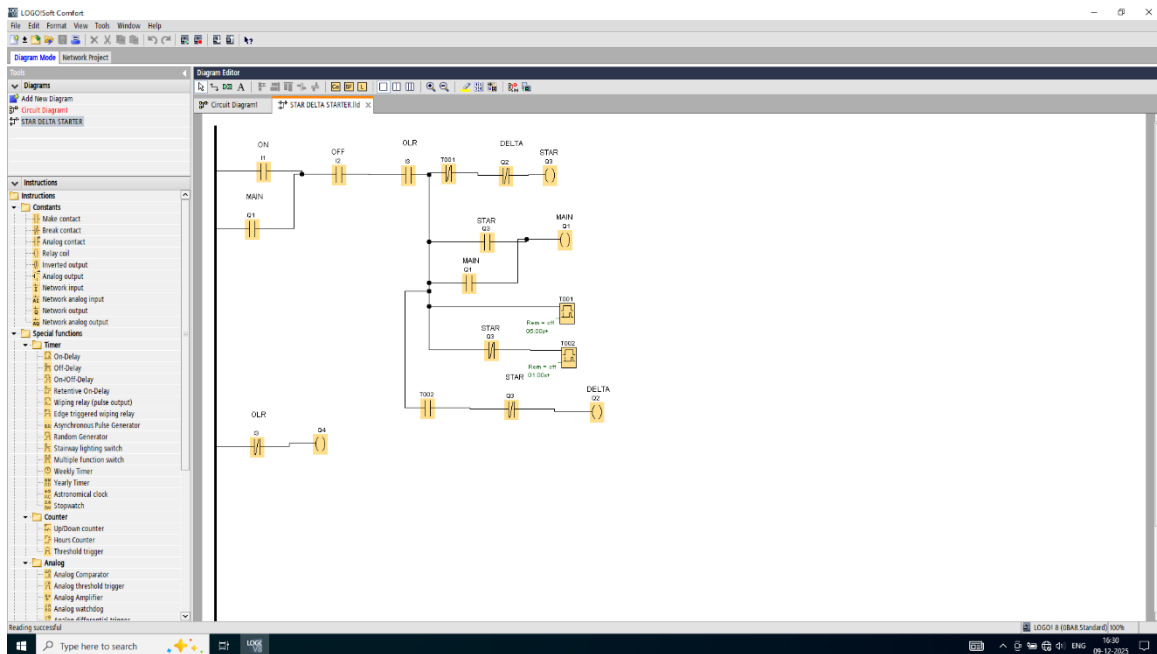 LOGO!Soft Comfort
File Edit Format View Tools Window Help
Diagram Mode Network Project
Tools
Diagram Editor
Diagrams
Add New Diagram
Circuit Diagram1
STAR DELTA STARTER
Circuit Diagram1 STAR DELTA STARTER.lld
Instructions
Instructions
Constants
Make contact
Break contact
Analog contact
Relay coil
Inverted output
Analog output
Network input
Network analog input
Network output
Network analog output
Special functions
Timer
On-Delay
Off-Delay
On-/Off-Delay
Retentive On-Delay
Wiping relay (pulse output)
Edge triggered wiping relay
Asynchronous Pulse Generator
Random Generator
Stairway lighting switch
Multiple function switch
Weekly Timer
Yearly Timer
Astronomical clock
Stopwatch
Counter
Up/Down counter
Hours Counter
Threshold trigger
Analog
Analog Comparator
Analog threshold trigger
Analog Amplifier
Analog watchdog
Analog differential trigger
ON
I1
OFF
I2
OLR
I3
T001
DELTA
Q2
STAR
Q3
MAIN
Q1
STAR
Q3
MAIN
Q1
MAIN
Q1
T001
Rem = off
05:00s+
STAR
Q3
T002
Rem = off
01:00s+
STAR
T002
Q3
DELTA
Q2
OLR
I3
Q4
Reading successful
LOGO! 8 (0BA8.Standard) 100%
Type here to search
ENG
16:30
09-12-2025